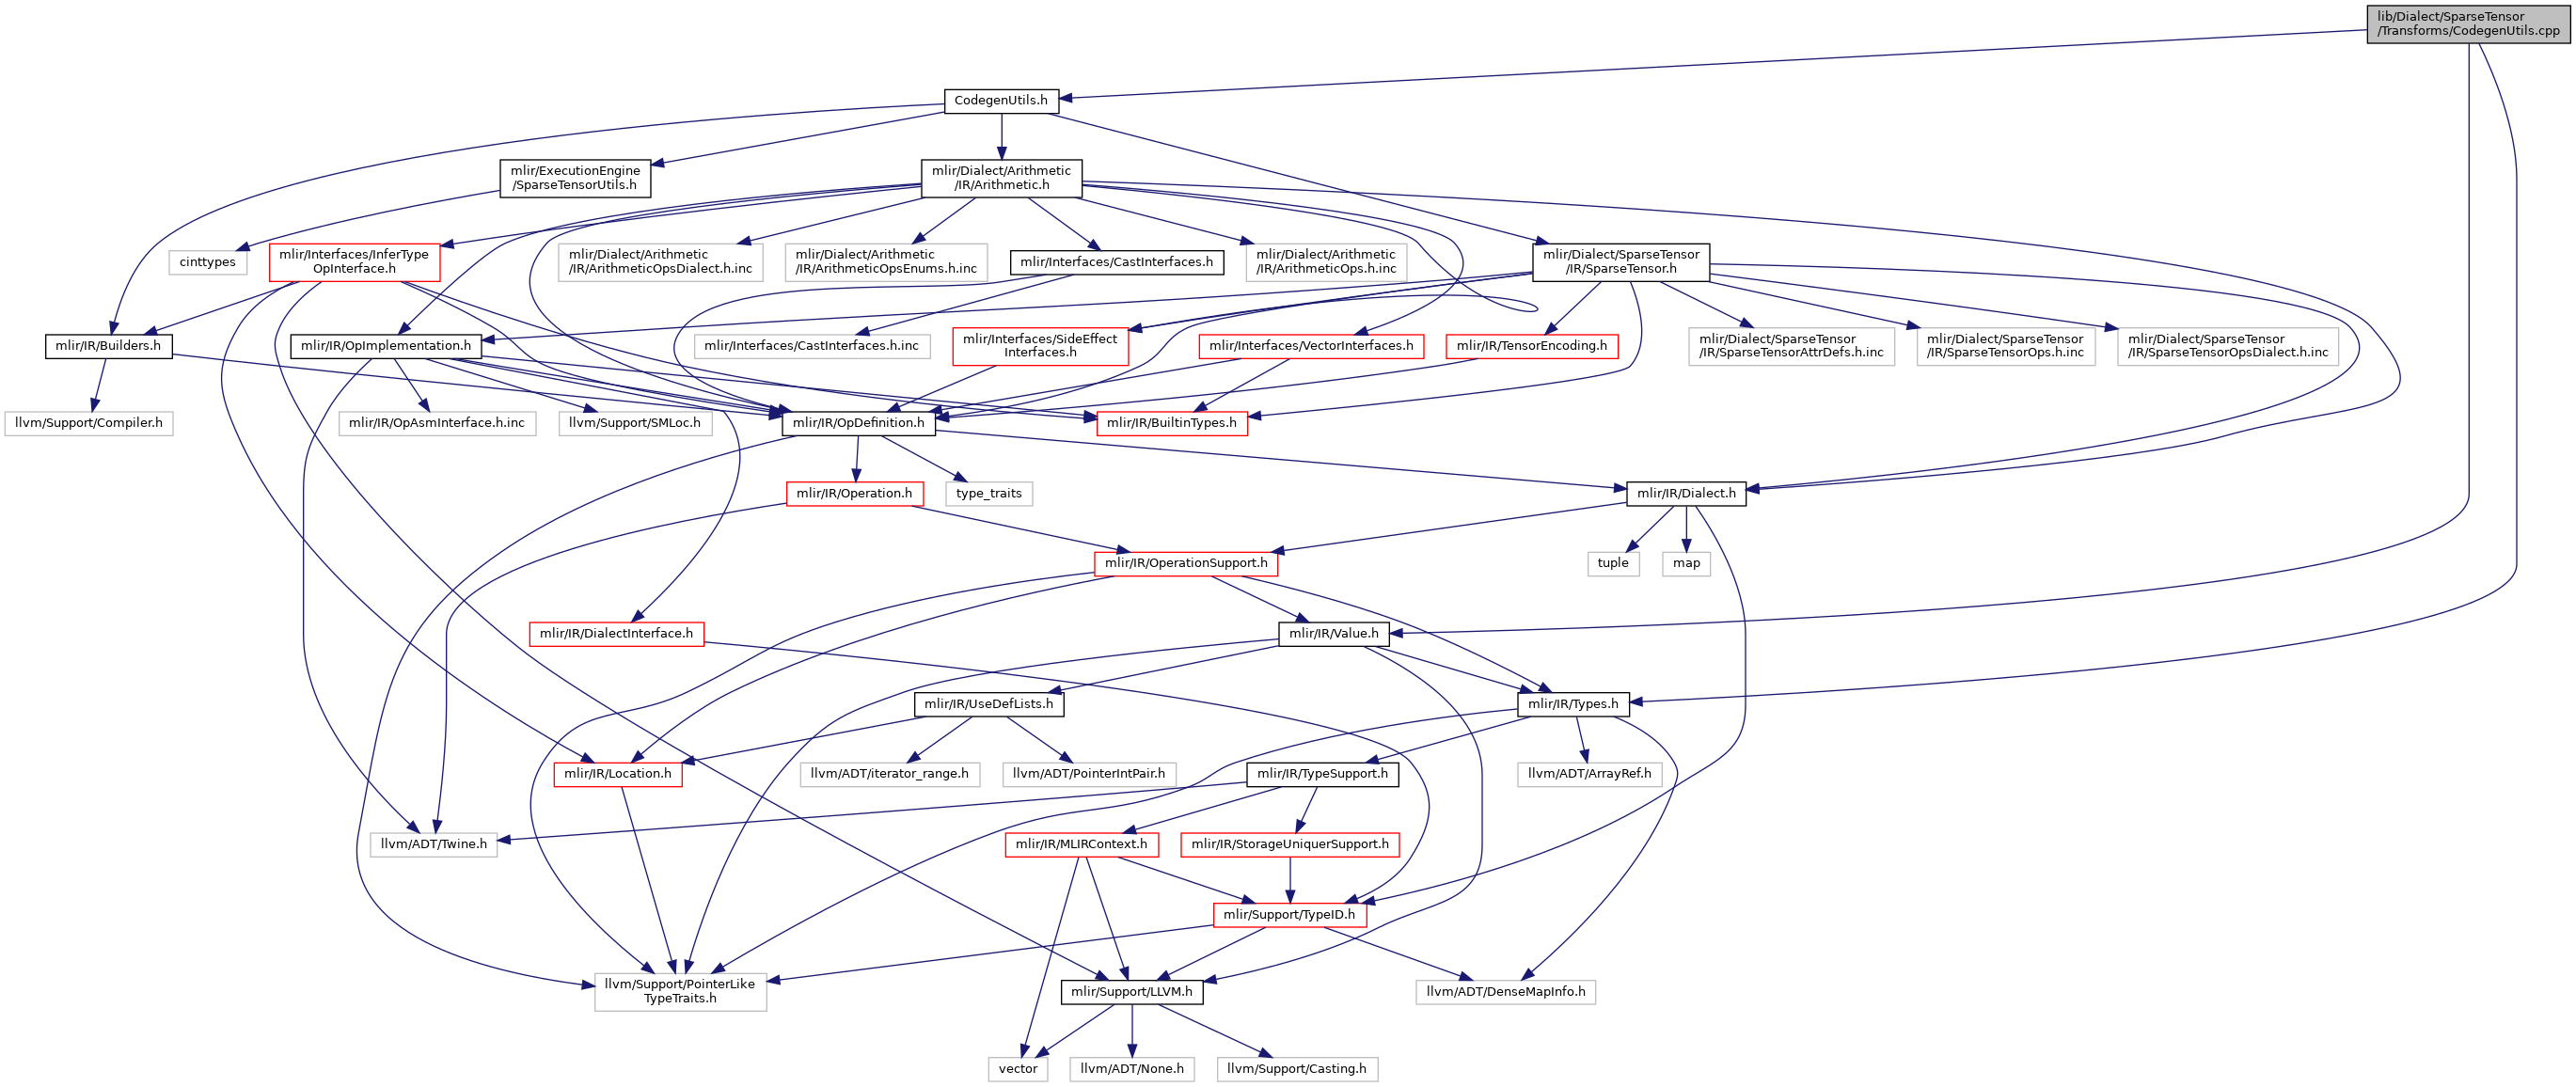 lib/Dialect/SparseTensor
/Transforms/CodegenUtils.cpp
CodegenUtils.h
mlir/ExecutionEngine
/SparseTensorUtils.h
mlir/Dialect/Arithmetic
/IR/Arithmetic.h
cinttypes
mlir/Interfaces/InferType
OpInterface.h
mlir/Dialect/Arithmetic
/IR/ArithmeticOpsDialect.h.inc
mlir/Dialect/Arithmetic
/IR/ArithmeticOpsEnums.h.inc
mlir/Interfaces/CastInterfaces.h
mlir/Dialect/Arithmetic
/IR/ArithmeticOps.h.inc
mlir/Dialect/SparseTensor
/IR/SparseTensor.h
mlir/IR/Builders.h
mlir/IR/OpImplementation.h
mlir/Interfaces/CastInterfaces.h.inc
mlir/Interfaces/SideEffect
Interfaces.h
mlir/Interfaces/VectorInterfaces.h
mlir/IR/TensorEncoding.h
mlir/Dialect/SparseTensor
/IR/SparseTensorAttrDefs.h.inc
mlir/Dialect/SparseTensor
/IR/SparseTensorOps.h.inc
mlir/Dialect/SparseTensor
/IR/SparseTensorOpsDialect.h.inc
llvm/Support/Compiler.h
mlir/IR/OpAsmInterface.h.inc
llvm/Support/SMLoc.h
mlir/IR/OpDefinition.h
mlir/IR/BuiltinTypes.h
mlir/IR/Operation.h
type_traits
mlir/IR/Dialect.h
mlir/IR/OperationSupport.h
tuple
map
mlir/IR/DialectInterface.h
mlir/IR/Value.h
mlir/IR/UseDefLists.h
mlir/IR/Types.h
mlir/IR/Location.h
llvm/ADT/iterator_range.h
llvm/ADT/PointerIntPair.h
mlir/IR/TypeSupport.h
llvm/ADT/ArrayRef.h
llvm/ADT/Twine.h
mlir/IR/MLIRContext.h
mlir/IR/StorageUniquerSupport.h
mlir/Support/TypeID.h
llvm/Support/PointerLike
TypeTraits.h
mlir/Support/LLVM.h
llvm/ADT/DenseMapInfo.h
vector
llvm/ADT/None.h
llvm/Support/Casting.h